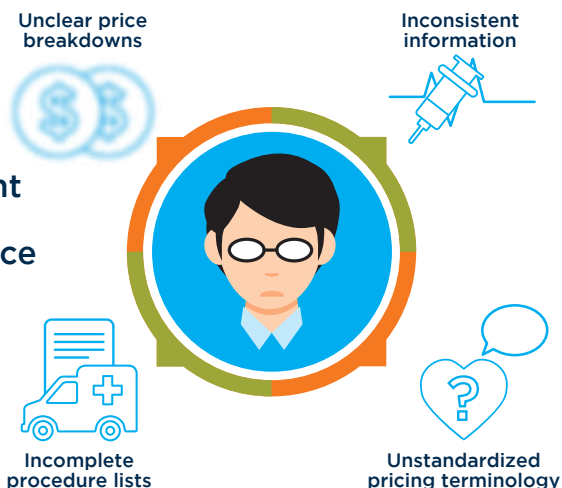 Unclear price
breakdowns
Inconsistent
information
Incomplete
procedure lists
Unstandardized
pricing terminology